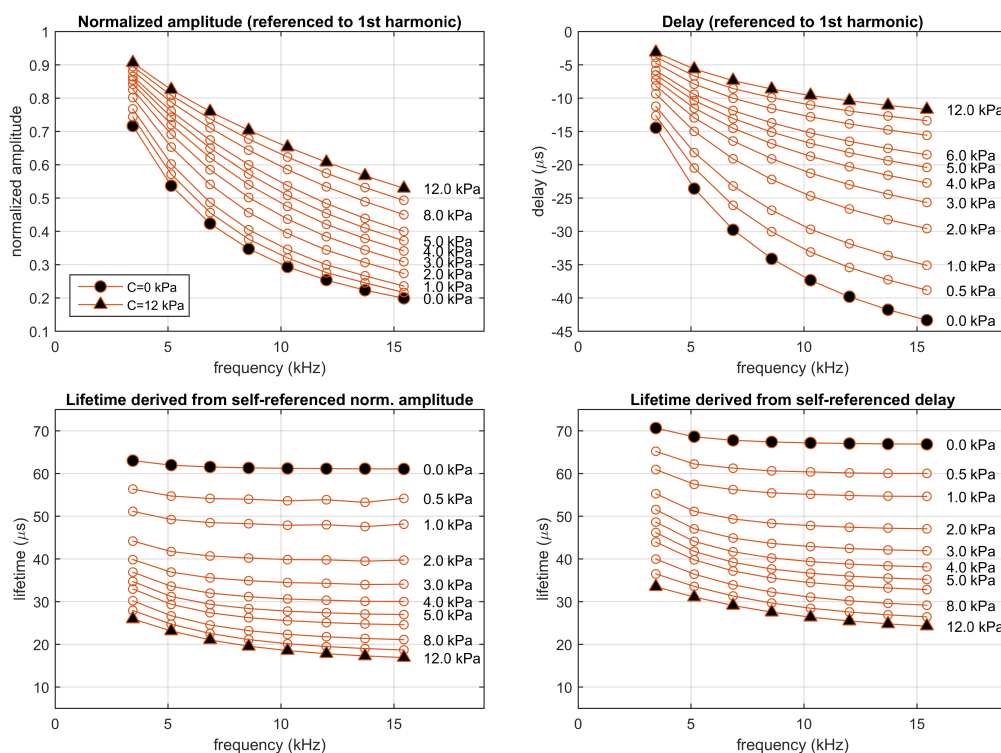 Normalized amplitude (referenced to 1st harmonic)
normalized amplitude
1
0.9
0.8
0.7
0.6
0.5
0.4
0.3
0.2
0.1
12.0 kPa
8.0 kPa
5.0 kPa
4.0 kPa
3.0 kPa
2.0 kPa
1.0 kPa
0.0 kPa
C=0 kPa
C=12 kPa
0 5 10 15
frequency (kHz)
Delay (referenced to 1st harmonic)
delay (μs)
0
-5
-10
-15
-20
-25
-30
-35
-40
-45
12.0 kPa
6.0 kPa
5.0 kPa
4.0 kPa
3.0 kPa
2.0 kPa
1.0 kPa
0.5 kPa
0.0 kPa
0 5 10 15
frequency (kHz)
Lifetime derived from self-referenced norm. amplitude
lifetime (μs)
70
60
50
40
30
20
10
0.0 kPa
0.5 kPa
1.0 kPa
2.0 kPa
3.0 kPa
4.0 kPa
5.0 kPa
8.0 kPa
12.0 kPa
0 5 10 15
frequency (kHz)
Lifetime derived from self-referenced delay
lifetime (μs)
70
60
50
40
30
20
10
0.0 kPa
0.5 kPa
1.0 kPa
2.0 kPa
3.0 kPa
4.0 kPa
5.0 kPa
8.0 kPa
12.0 kPa
0 5 10 15
frequency (kHz)